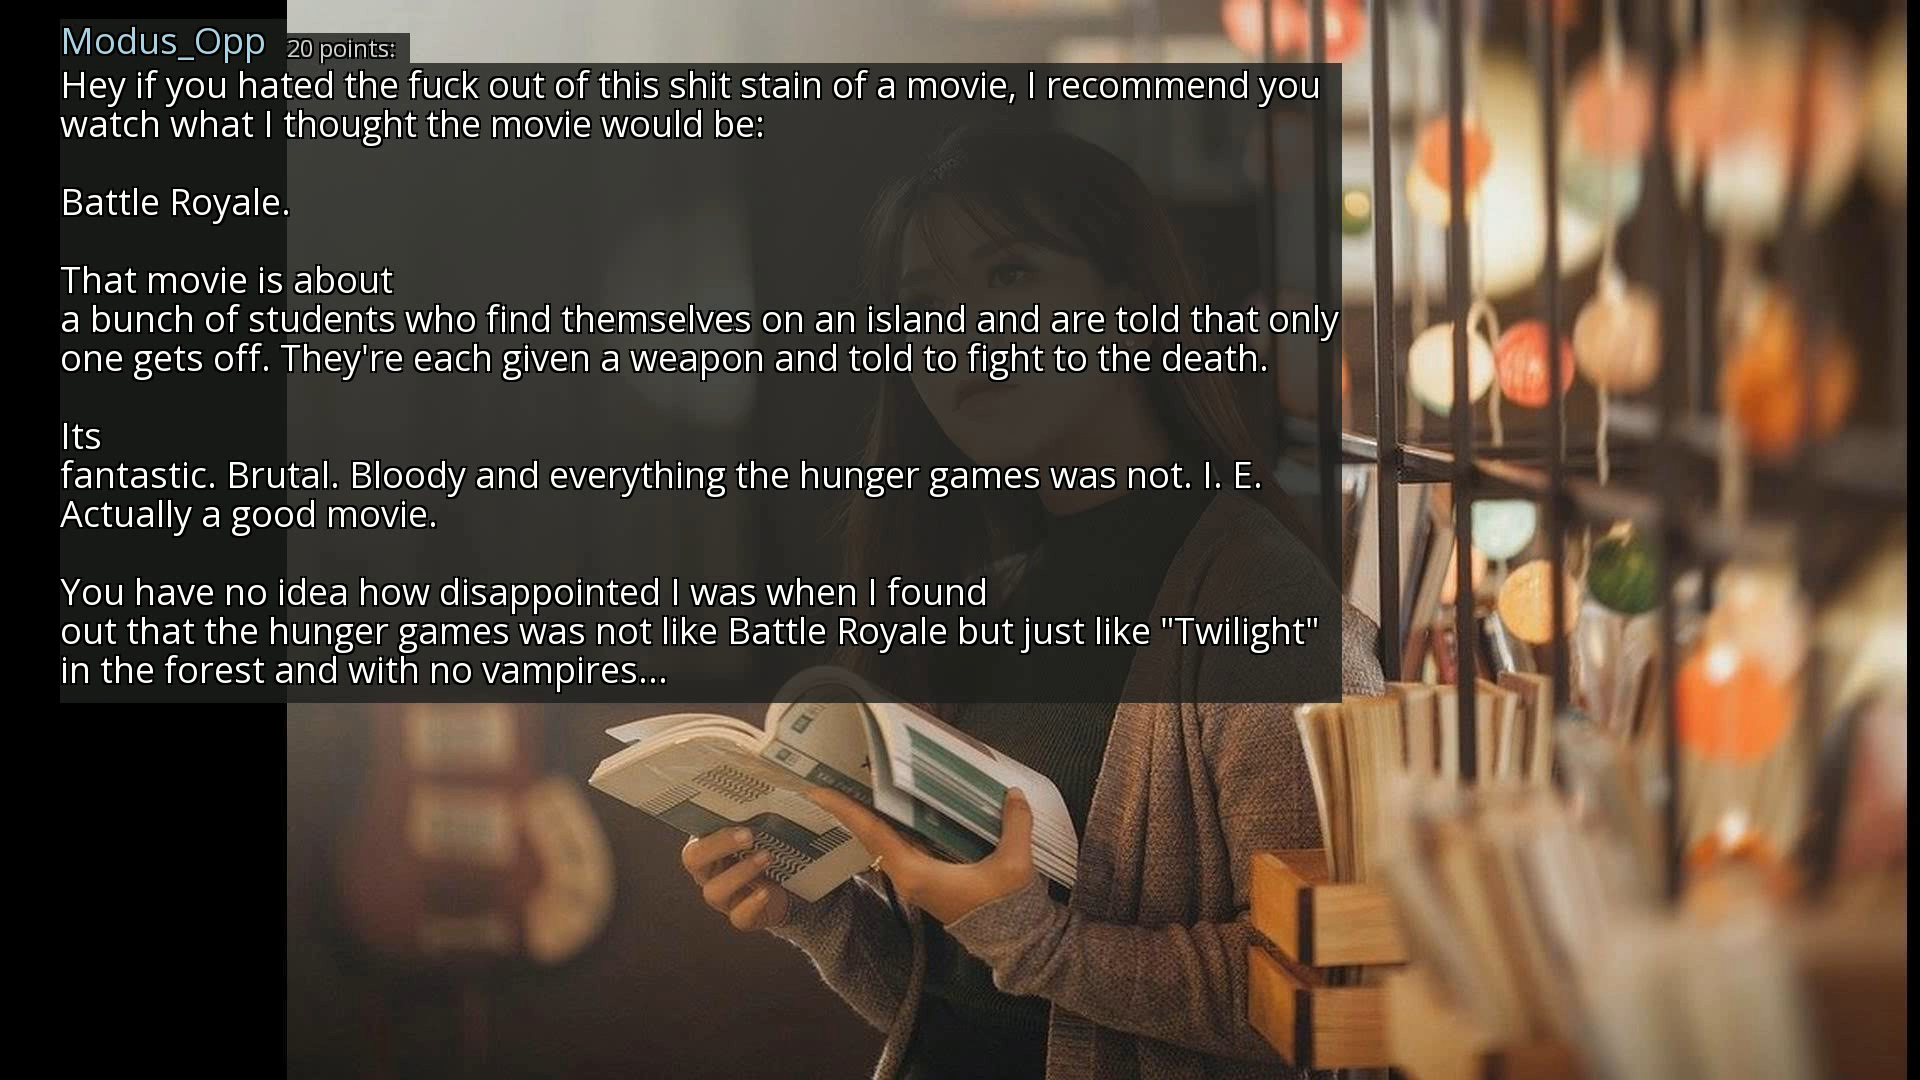 Modus_Opp 20 points:
Hey if you hated the fuck out of this shit stain of a movie, I recommend you
watch what I thought the movie would be:
Battle Royale.
That movie is about
a bunch of students who find themselves on an island and are told that only
one gets off. They're each given a weapon and told to fight to the death.
Its
fantastic. Brutal. Bloody and everything the hunger games was not. I. E.
Actually a good movie.
You have no idea how disappointed I was when I found
out that the hunger games was not like Battle Royale but just like "Twilight"
in the forest and with no vampires...